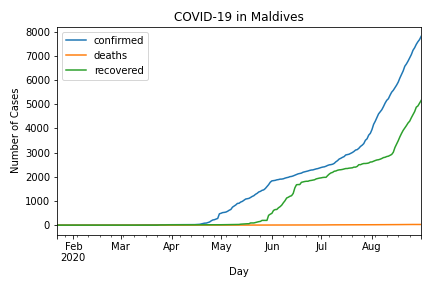 COVID-19 in Maldives
confirmed
deaths
recovered
8000
7000
6000
5000
4000
3000
2000
1000
0
Number of Cases
Feb Mar Apr May Jun Jul Aug
2020
Day